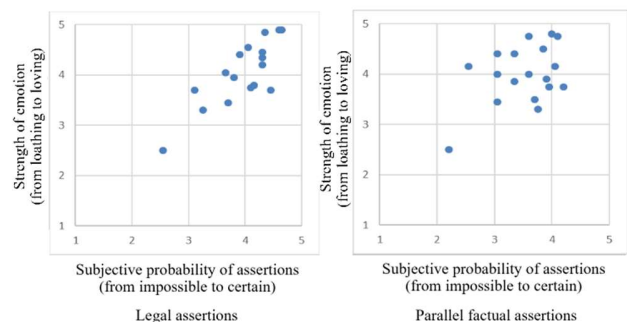 Strength of emotion
(from loathing to loving)
5
4
3
2
1
1
2
3
4
5
Subjective probability of assertions
(from impossible to certain)
Legal assertions
Strength of emotion
(from loathing to loving)
5
4
3
2
1
1
2
3
4
5
Subjective probability of assertions
(from impossible to certain)
Parallel factual assertions